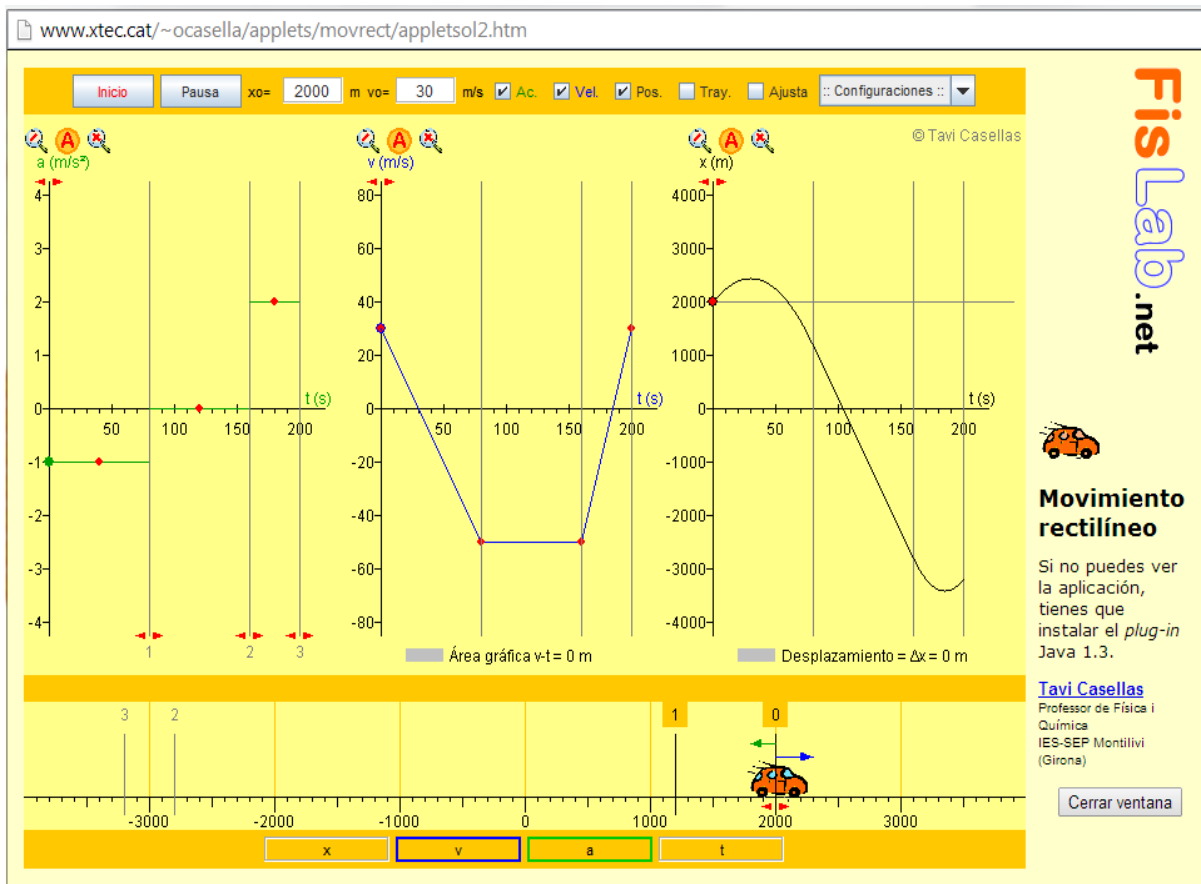 www.xtec.cat/~ocasella/applets/movrect/appletsol2.htm
Inicio Pausa xo= 2000 m vo= 30 m/s Ac. Vel. Pos. Tray. Ajusta :: Configuraciones ::
© Tavi Casellas
A A A
a (m/s²) v (m/s) x (m)
4 80 4000
3 60 3000
2 40 2000
1 20 1000
t (s) t (s) t (s)
0 0 0
50 100 150 200 50 100 150 200 50 100 150 200
-1 -20 -1000
-2 -40 -2000
-3 -60 -3000
-4 -80 -4000
1 2 3
Área gráfica v-t = 0 m Desplazamiento = Δx = 0 m
3 2 1 0
-3000 -2000 -1000 0 1000 2000 3000
x v a t
FisLab.net
Movimiento
rectilíneo
Si no puedes ver
la aplicación,
tienes que
instalar el plug-in
Java 1.3.
Tavi Casellas
Professor de Física i
Química
IES-SEP Montilivi
(Girona)
Cerrar ventana